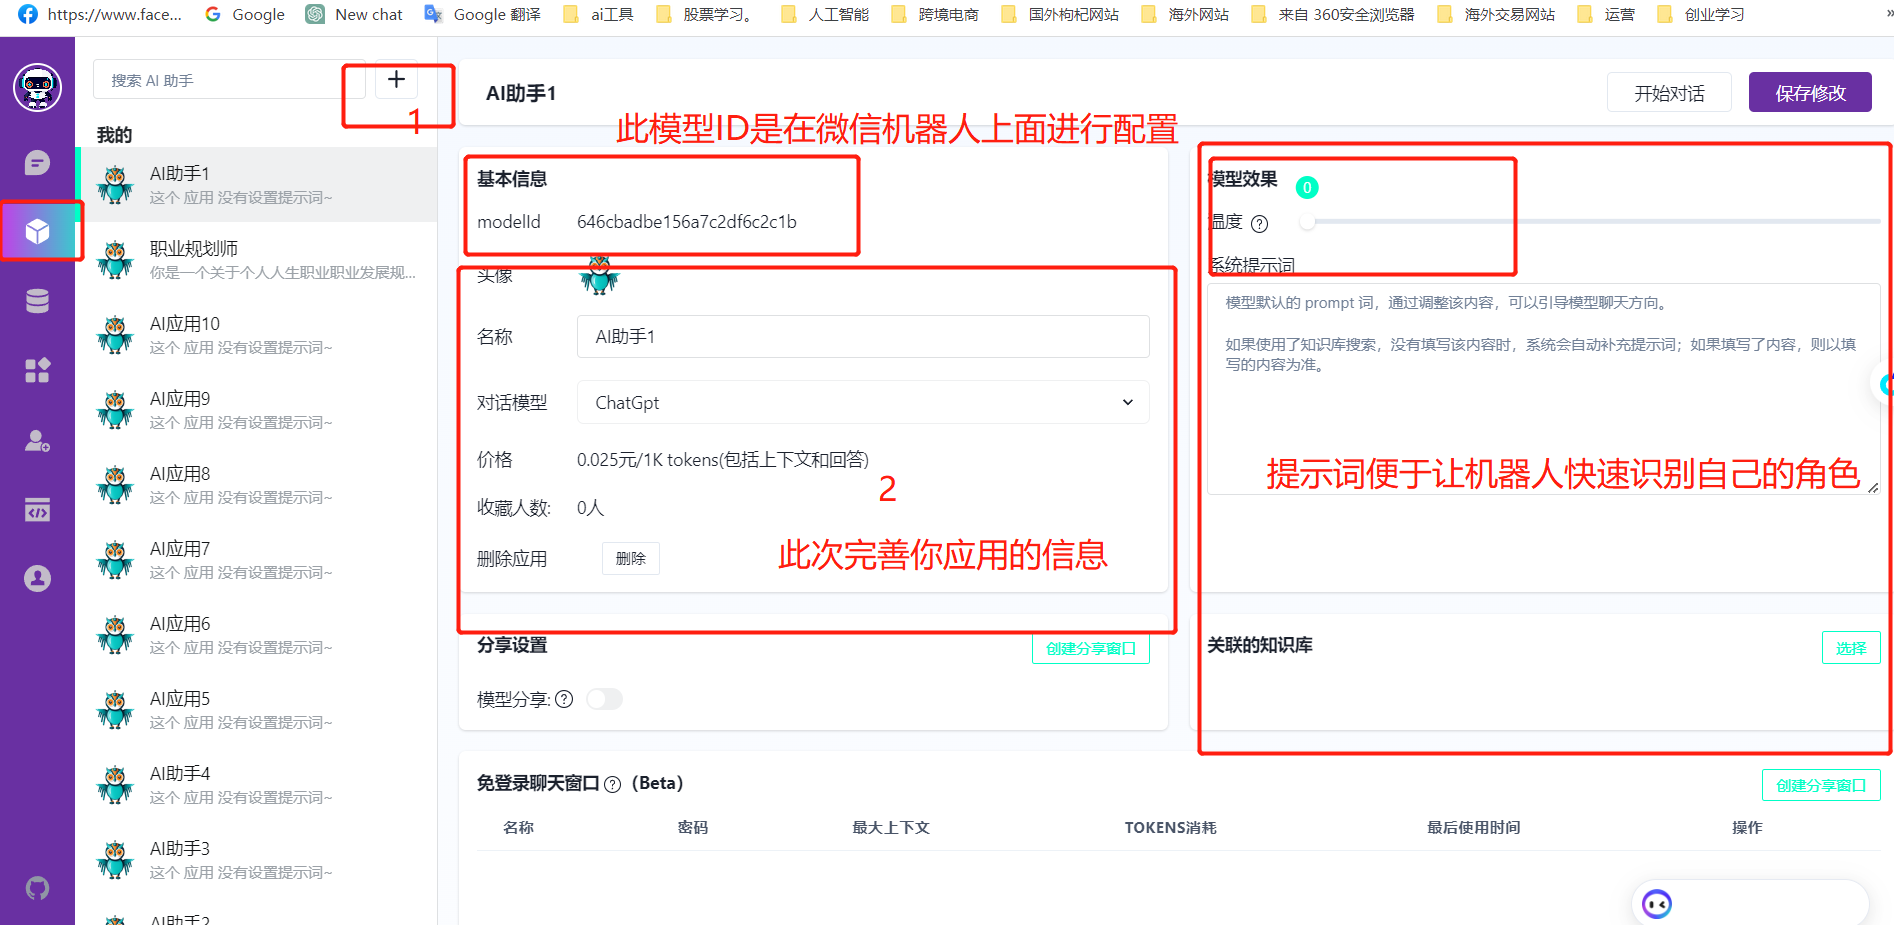 https://www.face...
Google
New chat
Google 翻译
ai工具
股票学习。
人工智能
跨境电商
国外枸杞网站
海外网站
来自 360安全浏览器
海外交易网站
运营
创业学习
»
搜索 AI 助手
+
1
我的
AI助手1
这个 应用 没有设置提示词~
职业规划师
你是一个关于个人人生职业职业发展规...
AI应用10
这个 应用 没有设置提示词~
AI应用9
这个 应用 没有设置提示词~
AI应用8
这个 应用 没有设置提示词~
AI应用7
这个 应用 没有设置提示词~
AI应用6
这个 应用 没有设置提示词~
AI应用5
这个 应用 没有设置提示词~
AI助手4
这个 应用 没有设置提示词~
AI助手3
这个 应用 没有设置提示词~
AI助手2
AI助手1
开始对话
保存修改
此模型ID是在微信机器人上面进行配置
基本信息
modelId 646cbadbe156a7c2df6c2c1b
头像
名称 AI助手1
对话模型 ChatGpt
价格 0.025元/1K tokens(包括上下文和回答)
2
收藏人数: 0人
删除应用 删除
此次完善你应用的信息
模型效果
0
温度 ?
系统提示词
模型默认的 prompt 词，通过调整该内容，可以引导模型聊天方向。
如果使用了知识库搜索，没有填写该内容时，系统会自动补充提示词；如果填写了内容，则以填
写的内容为准。
提示词便于让机器人快速识别自己的角色
分享设置
创建分享窗口
模型分享: ?
关联的知识库
选择
免登录聊天窗口 ?（Beta）
创建分享窗口
名称 密码 最大上下文 TOKENS消耗 最后使用时间 操作